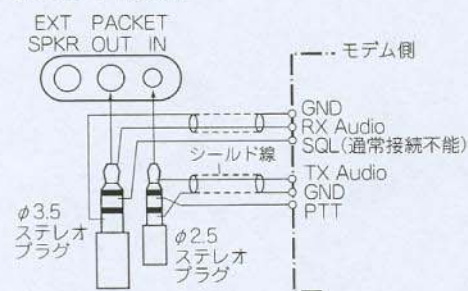 EXT PACKET
SPKR OUT IN
モデム側
GND
RX Audio
SQL(通常接続不能)
シールド線
TX Audio
GND
PTT
φ3.5
ステレオ
プラグ
φ2.5
ステレオ
プラグ